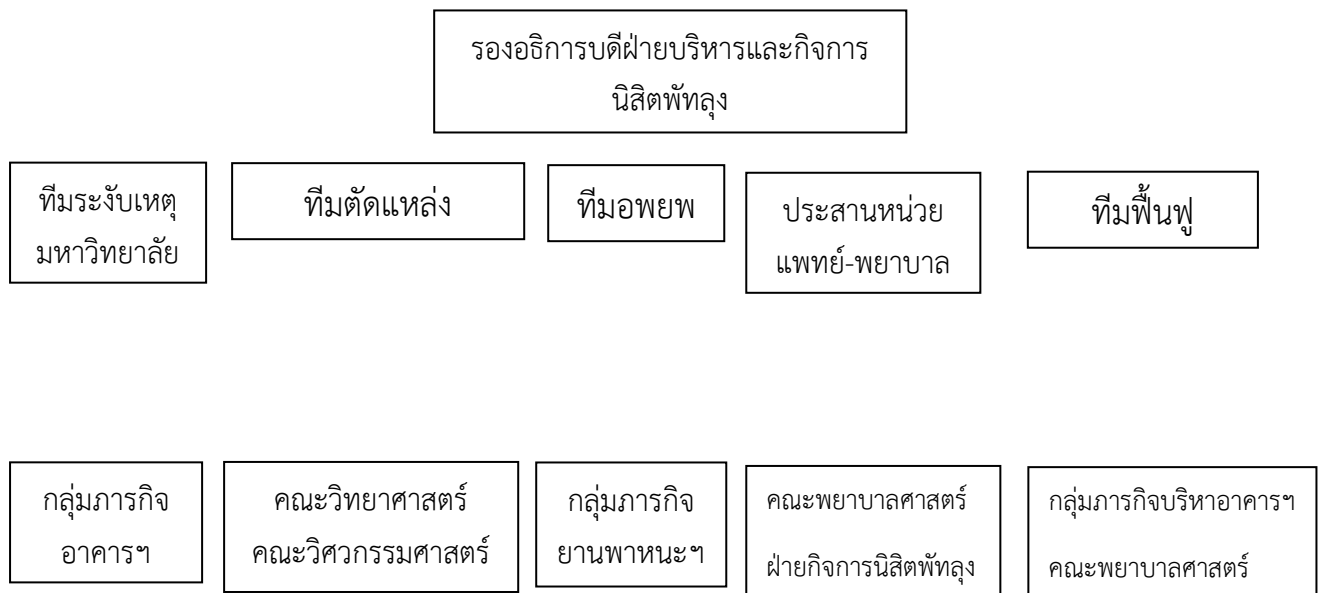 รองอธิการบดีฝ่ายบริหารและกิจการ
นิสิตพัทลุง
ทีมระงับเหตุ
มหาวิทยาลัย
ทีมตัดแหล่ง
ทีมอพยพ
ประสานหน่วย
แพทย์-พยาบาล
ทีมฟื้นฟู
กลุ่มภารกิจ
อาคารฯ
คณะวิทยาศาสตร์
คณะวิศวกรรมศาสตร์
กลุ่มภารกิจ
ยานพาหนะฯ
คณะพยาบาลศาสตร์
ฝ่ายกิจการนิสิตพัทลุง
กลุ่มภารกิจบริหาอาคารฯ
คณะพยาบาลศาสตร์